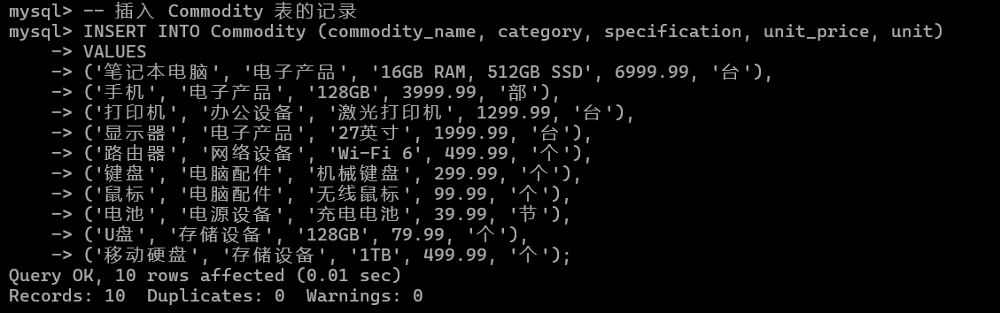 mysql> -- 插入 Commodity 表的记录
mysql> INSERT INTO Commodity (commodity_name, category, specification, unit_price, unit)
    -> VALUES
    -> ('笔记本电脑', '电子产品', '16GB RAM, 512GB SSD', 6999.99, '台'),
    -> ('手机', '电子产品', '128GB', 3999.99, '部'),
    -> ('打印机', '办公设备', '激光打印机', 1299.99, '台'),
    -> ('显示器', '电子产品', '27英寸', 1999.99, '台'),
    -> ('路由器', '网络设备', 'Wi-Fi 6', 499.99, '个'),
    -> ('键盘', '电脑配件', '机械键盘', 299.99, '个'),
    -> ('鼠标', '电脑配件', '无线鼠标', 99.99, '个'),
    -> ('电池', '电源设备', '充电电池', 39.99, '节'),
    -> ('U盘', '存储设备', '128GB', 79.99, '个'),
    -> ('移动硬盘', '存储设备', '1TB', 499.99, '个');
Query OK, 10 rows affected (0.01 sec)
Records: 10  Duplicates: 0  Warnings: 0